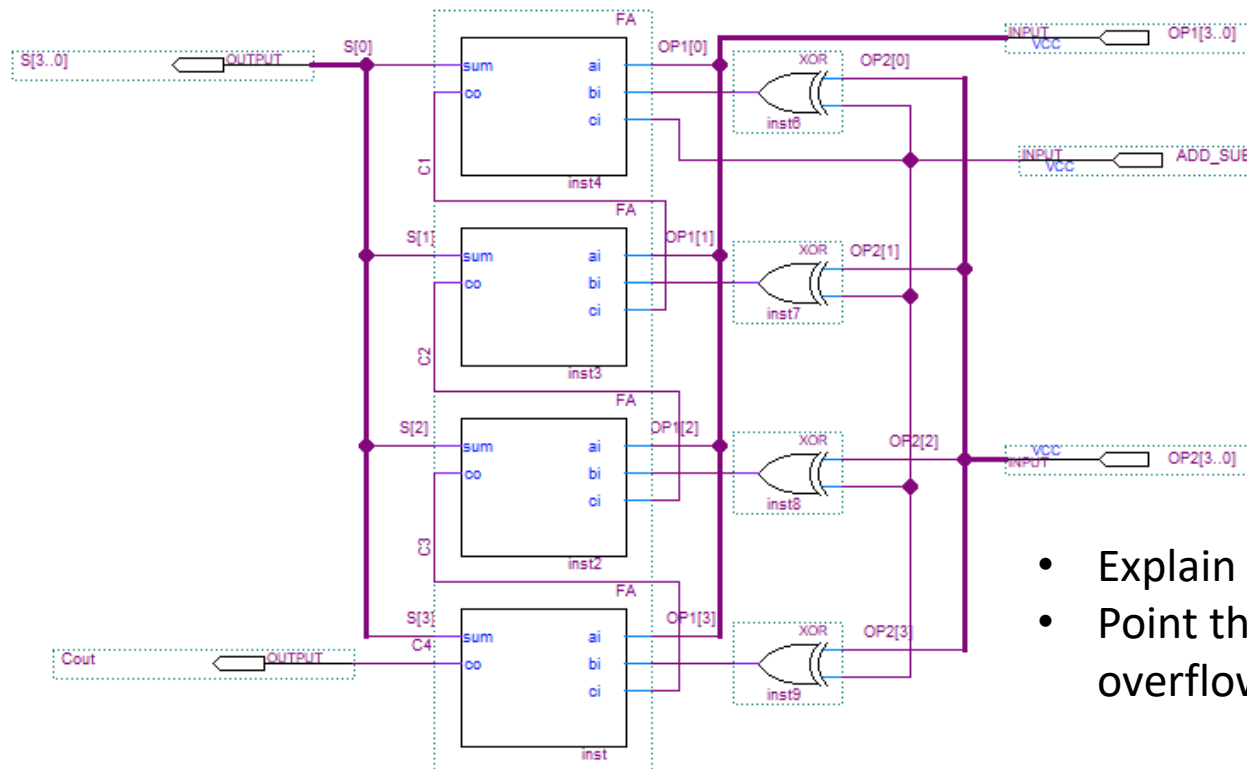 FA
S[3..0]
OUTPUT
S[0]
sum
co
ai
bi
ci
OP1[0]
inst4
XOR
OP2[0]
inst6
INPUT
VCC
OP1[3..0]
INPUT
VCC
C1
FA
S[1]
sum
co
ai
bi
ci
OP1[1]
inst3
XOR
OP2[1]
inst7
C2
FA
S[2]
sum
co
ai
bi
ci
OP1[2]
inst2
XOR
OP2[2]
inst8
VCC
INPUT
OP2[3..0]
C3
FA
S[3]
C4
sum
co
ai
bi
ci
OP1[3]
inst
XOR
OP2[3]
inst9
Cout
OUTPUT
• Explain
• Point